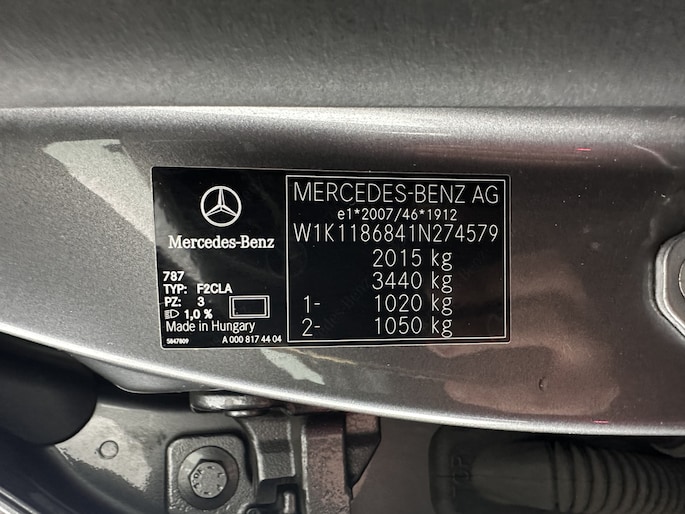 Mercedes-Benz
787
TYP: F2CLA
PZ: 3
1,0 %
Made in Hungary
5847809
A 000 817 44 04
MERCEDES-BENZ AG
e1*2007/46*1912
W1K1186841N274579
2015 kg
3440 kg
1- 1020 kg
2- 1050 kg